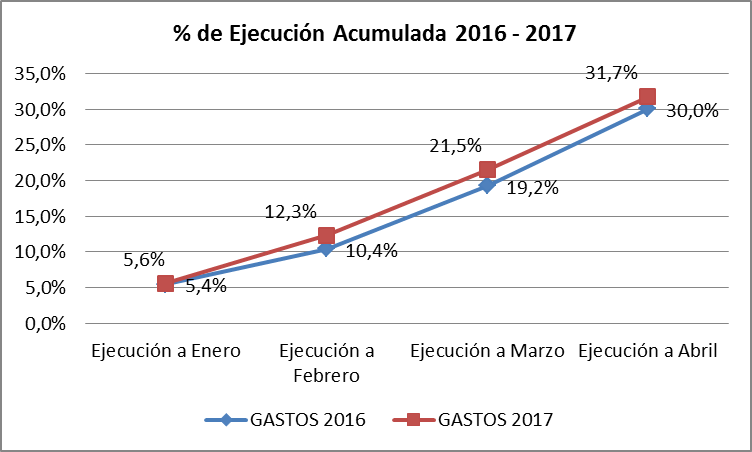 % de Ejecución Acumulada 2016 - 2017
35,0%
30,0%
25,0%
20,0%
15,0%
10,0%
5,0%
0,0%
5,6%
5,4%
12,3%
10,4%
21,5%
19,2%
31,7%
30,0%
Ejecución a Enero
Ejecución a
Febrero
Ejecución a Marzo
Ejecución a Abril
GASTOS 2016
GASTOS 2017